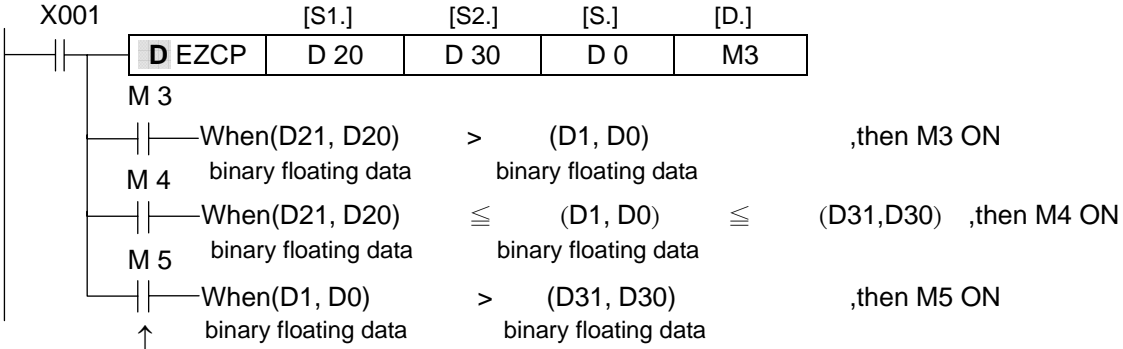 X001 [S1.] [S2.] [S.] [D.]
D EZCP D 20 D 30 D 0 M3
M 3
When(D21, D20) > (D1, D0) ,then M3 ON
binary floating data binary floating data
M 4
When(D21, D20) ≦ (D1, D0) ≦ (D31,D30) ,then M4 ON
binary floating data binary floating data
M 5
When(D1, D0) > (D31, D30) ,then M5 ON
binary floating data binary floating data